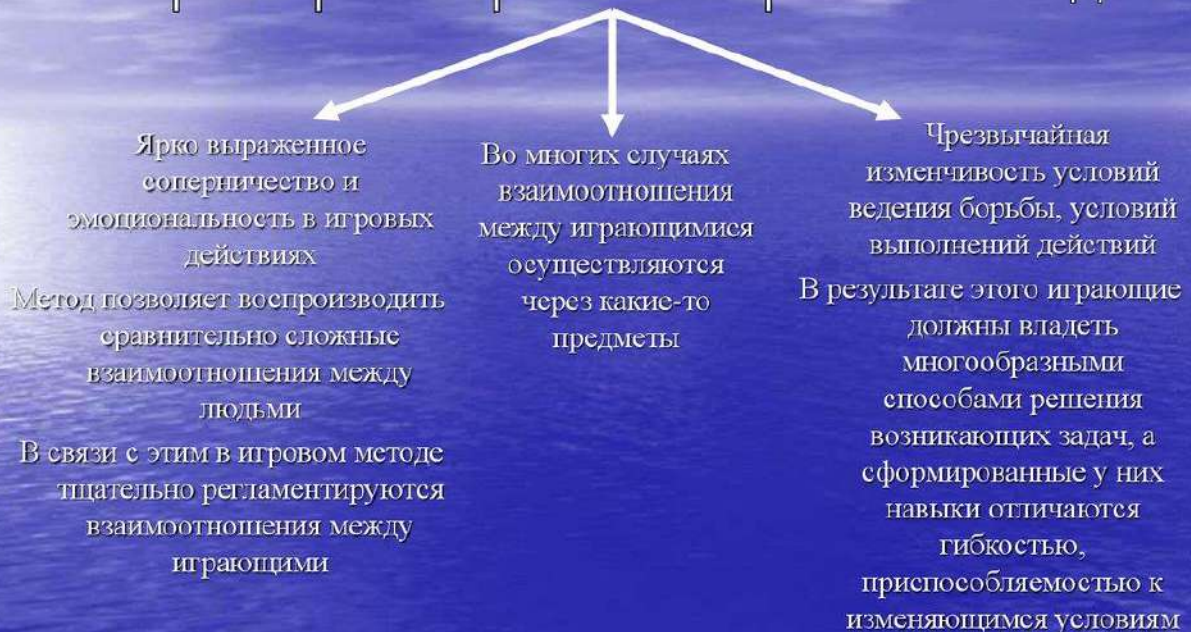 Ярко выраженное
соперничество и
эмоциональность в игровых
действиях
Метод позволяет воспроизводить
сравнительно сложные
взаимоотношения между
людьми
В связи с этим в игровом методе
тщательно регламентируются
взаимоотношения между
играющими
Во многих случаях
взаимоотношения
между играющимися
осуществляются
через какие-то
предметы
Чрезвычайная
изменчивость условий
ведения борьбы, условий
выполнений действий
В результате этого играющие
должны владеть
многообразными
способами решения
возникающих задач, а
сформированные у них
навыки отличаются
гибкостью,
приспособляемостью к
изменяющимся условиям